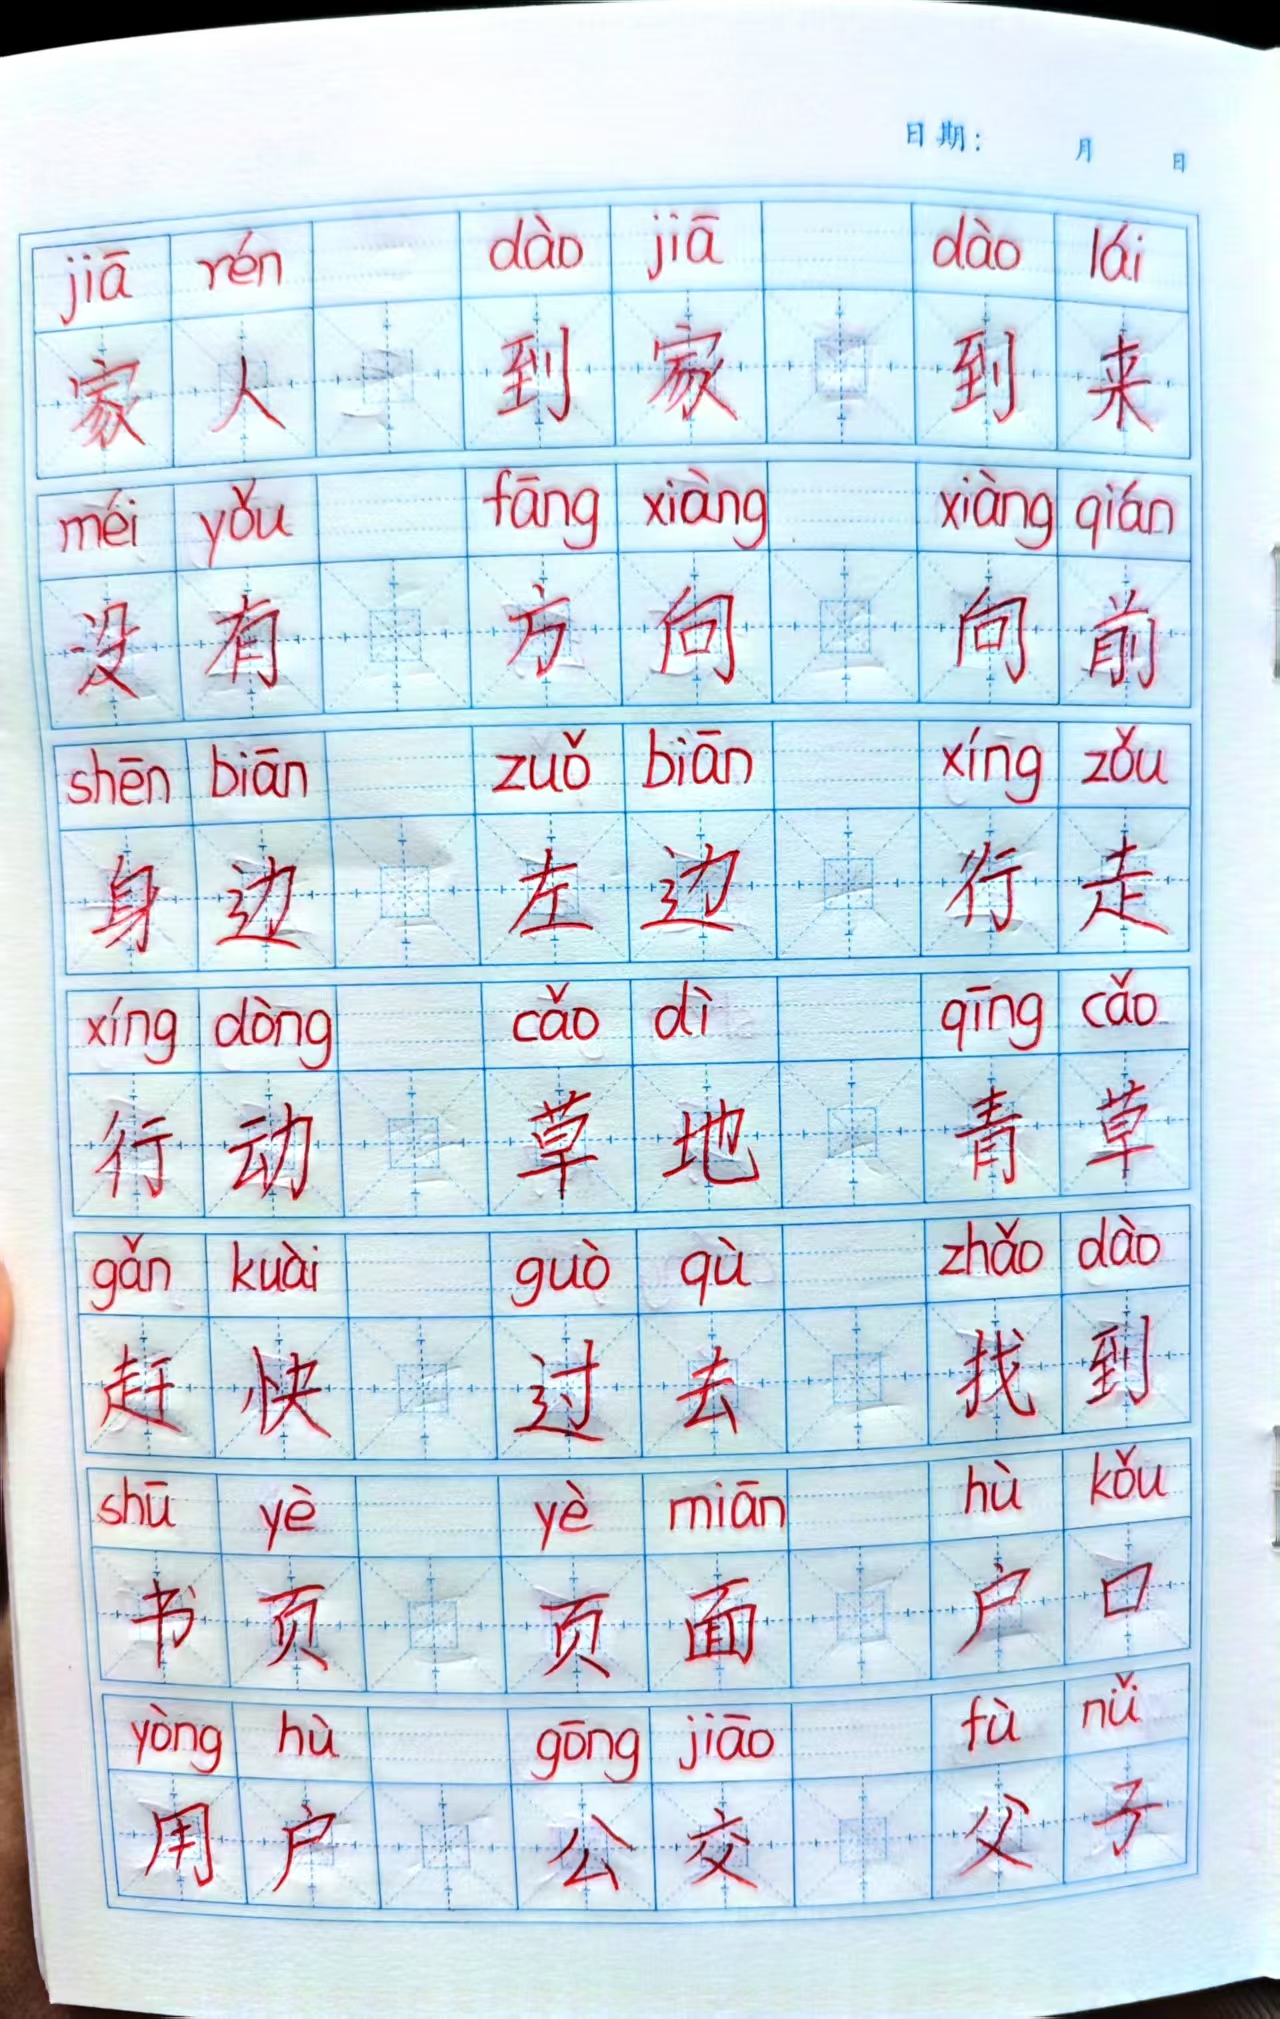 日期： 月 日
jiā rén dào jiā dào lái
家人 到家 到来
méi yǒu fāng xiàng xiàng qián
没有 方向 向前
shēn biān zuǒ biān xíng zǒu
身边 左边 行走
xíng dòng cǎo dì qīng cǎo
行动 草地 青草
gǎn kuài guò qù zhǎo dào
赶快 过去 找到
shū yè yè miān hù kǒu
书页 页面 户口
yòng hù gōng jiāo fù nǚ
用户 公交 父子